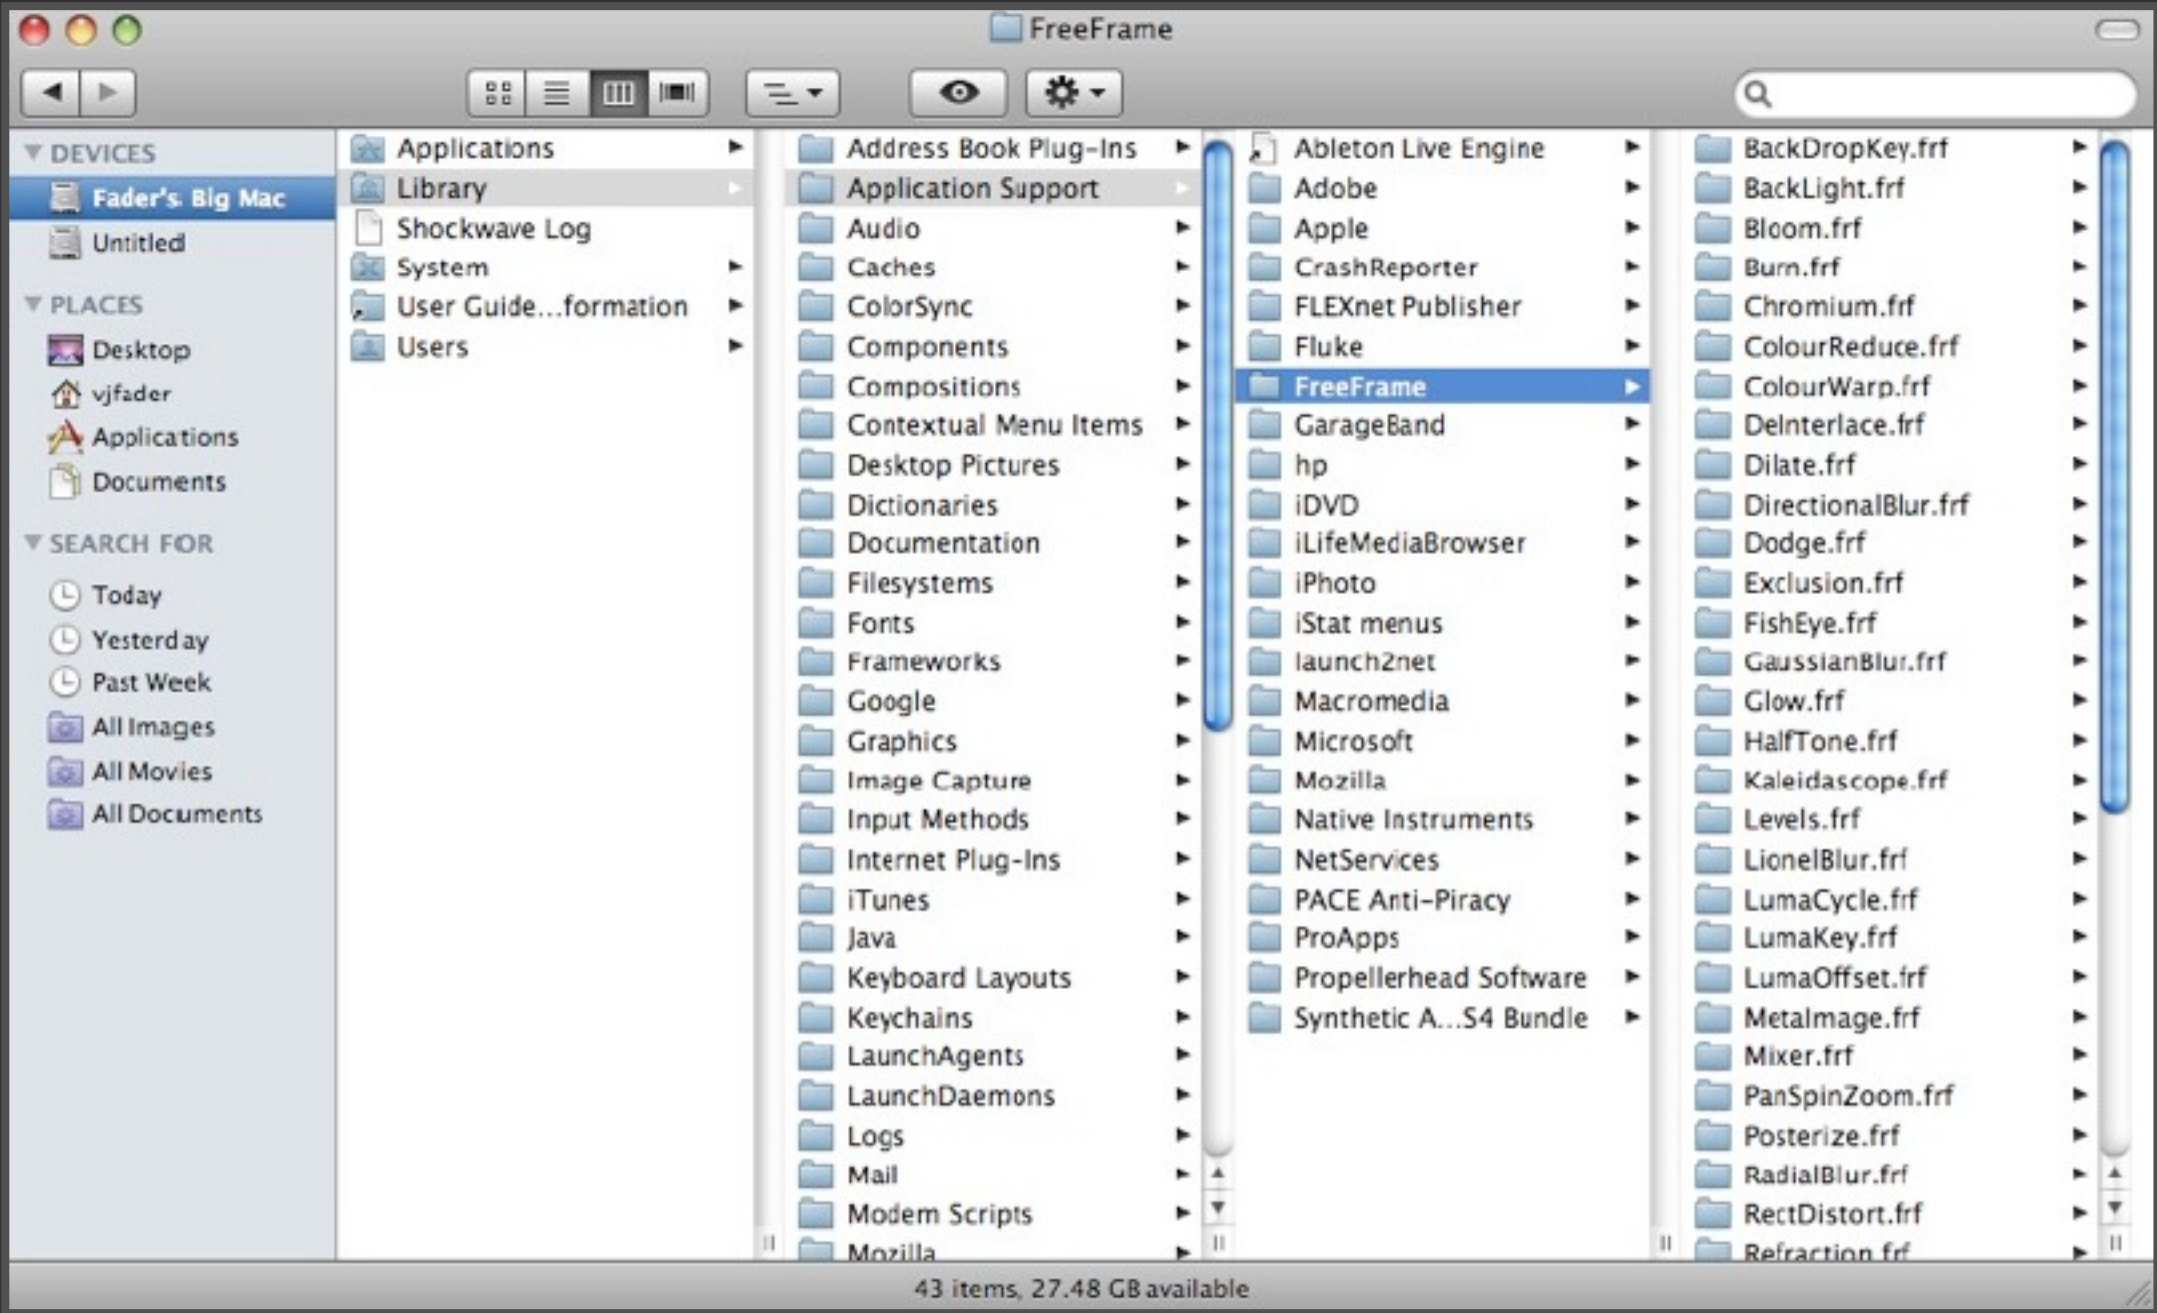 FreeFrame
DEVICES
Fader's Big Mac
Untitled
PLACES
Desktop
vjfader
Applications
Documents
SEARCH FOR
Today
Yesterday
Past Week
All Images
All Movies
All Documents
Applications
Library
Shockwave Log
System
User Guide...formation
Users
Address Book Plug-Ins
Application Support
Audio
Caches
ColorSync
Components
Compositions
Contextual Menu Items
Desktop Pictures
Dictionaries
Documentation
Filesystems
Fonts
Frameworks
Google
Graphics
Image Capture
Input Methods
Internet Plug-Ins
iTunes
Java
Keyboard Layouts
Keychains
LaunchAgents
LaunchDaemons
Logs
Mail
Modem Scripts
Mozilla
Ableton Live Engine
Adobe
Apple
CrashReporter
FLEXnet Publisher
Fluke
FreeFrame
GarageBand
hp
iDVD
iLifeMediaBrowser
iPhoto
iStat menus
launch2net
Macromedia
Microsoft
Mozilla
Native Instruments
NetServices
PACE Anti-Piracy
ProApps
Propellerhead Software
Synthetic A...S4 Bundle
BackDropKey.frf
BackLight.frf
Bloom.frf
Burn.frf
Chromium.frf
ColourReduce.frf
ColourWarp.frf
DeInterlace.frf
Dilate.frf
DirectionalBlur.frf
Dodge.frf
Exclusion.frf
FishEye.frf
GaussianBlur.frf
Glow.frf
HalfTone.frf
Kaleidascope.frf
Levels.frf
LionelBlur.frf
LumaCycle.frf
LumaKey.frf
LumaOffset.frf
MetaImage.frf
Mixer.frf
PanSpinZoom.frf
Posterize.frf
RadialBlur.frf
RectDistort.frf
Refraction.frf
43 items, 27.48 GB available